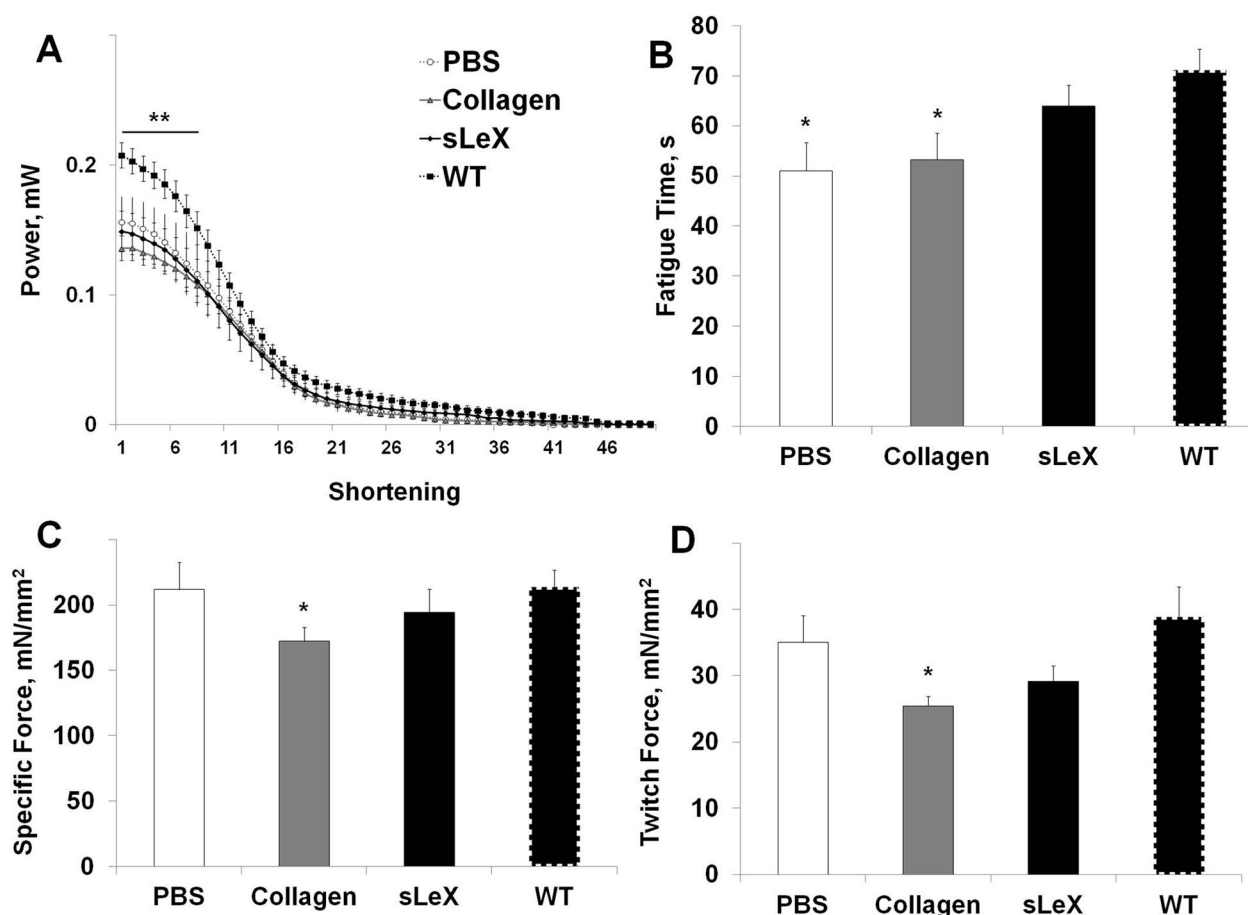 A
PBS
Collagen
sLeX
WT
**
Power, mW
0.2
0.1
0
1 6 11 16 21 26 31 36 41 46
Shortening
B
Fatigue Time, s
80
70
60
50
40
30
20
10
0
* *
PBS Collagen sLeX WT
C
Specific Force, mN/mm²
200
150
100
50
0
*
PBS Collagen sLeX WT
D
Twitch Force, mN/mm²
40
30
20
10
0
*
PBS Collagen sLeX WT